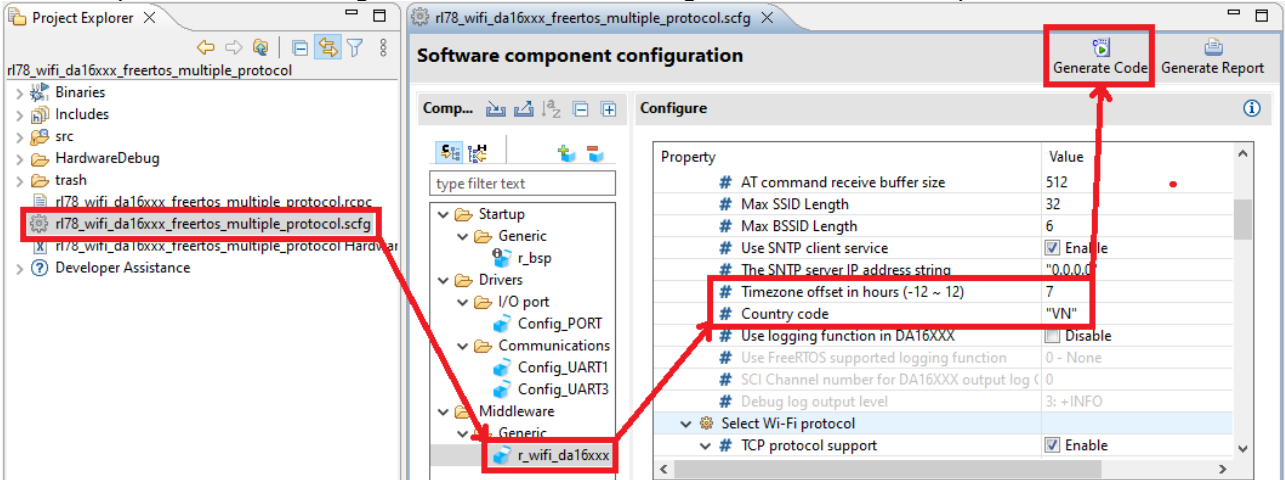 Project Explorer
rl78_wifi_da16xxx_freertos_multiple_protocol
Binaries
Includes
src
HardwareDebug
trash
rl78_wifi_da16xxx_freertos_multiple_protocol.rcpc
rl78_wifi_da16xxx_freertos_multiple_protocol.scfg
rl78_wifi_da16xxx_freertos_multiple_protocol Hardwar
Developer Assistance
rl78_wifi_da16xxx_freertos_multiple_protocol.scfg
Software component configuration
Generate Code Generate Report
Comp...
type filter text
Startup
Generic
r_bsp
Drivers
I/O port
Config_PORT
Communications
Config_UART1
Config_UART3
Middleware
Generic
r_wifi_da16xxx
Configure
Property Value
# AT command receive buffer size 512
# Max SSID Length 32
# Max BSSID Length 6
# Use SNTP client service Enable
# The SNTP server IP address string "0.0.0.0"
# Timezone offset in hours (-12 ~ 12) 7
# Country code "VN"
# Use logging function in DA16XXX Disable
# Use FreeRTOS supported logging function 0 - None
# SCI Channel number for DA16XXX output log ( 0
# Debug log output level 3: +INFO
Select Wi-Fi protocol
# TCP protocol support Enable